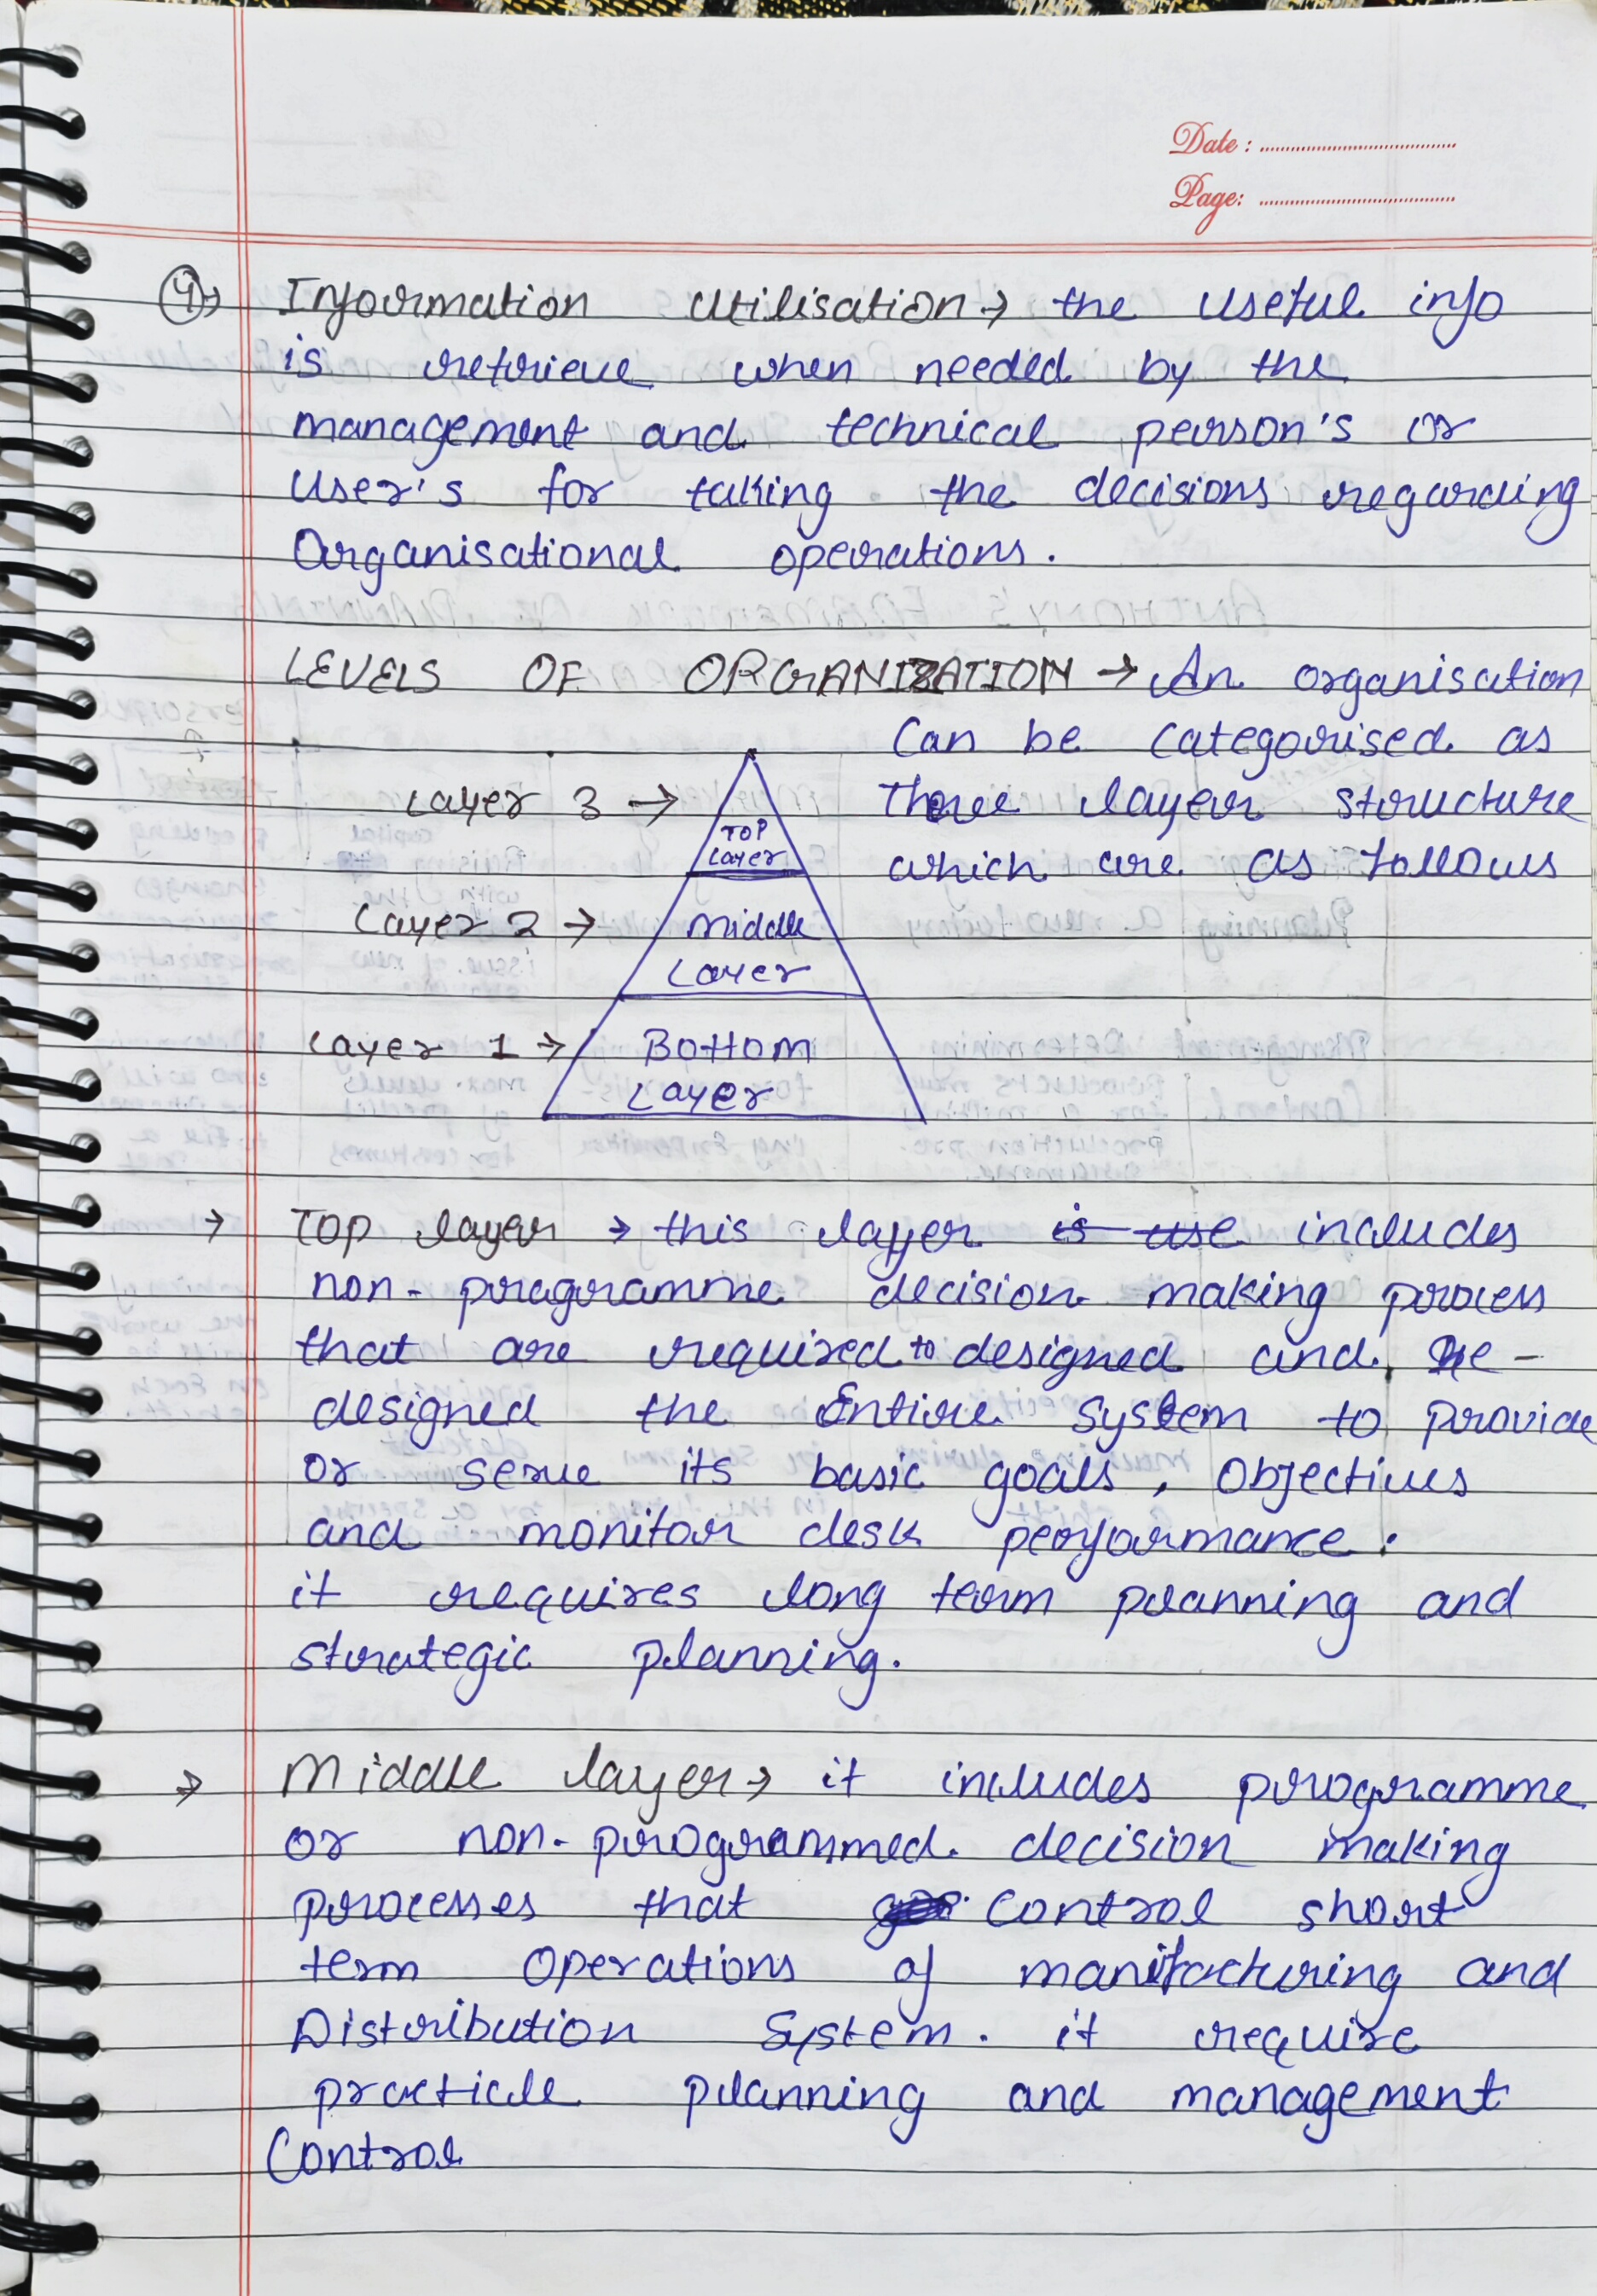 Date :
Page:
4→ Information utilisation → the useful info
is retrieve when needed by the
management and technical person's or
User's for taking the decisions regarding
Organisational operations.
LEVELS OF ORGANIZATION → An organisation
Can be categorised as
Layer 3 → Three layer structure
TOP
Layer
which are as follows
Layer 2 → Middle
Layer
Layer 1 → Bottom
Layer
→ TOP layer → this layer is use includes
non-programme decision making process
that are required to designed and Re-
designed the Entire System to provide
or serve its basic goals, Objectives
and monitor desk performance.
it requires long term planning and
strategic planning.
→ Middle layer → it includes programme
or non-programmed decision making
processes that control short
term Operations of manifacturing and
Distribution System. it require
practicle planning and management
Control